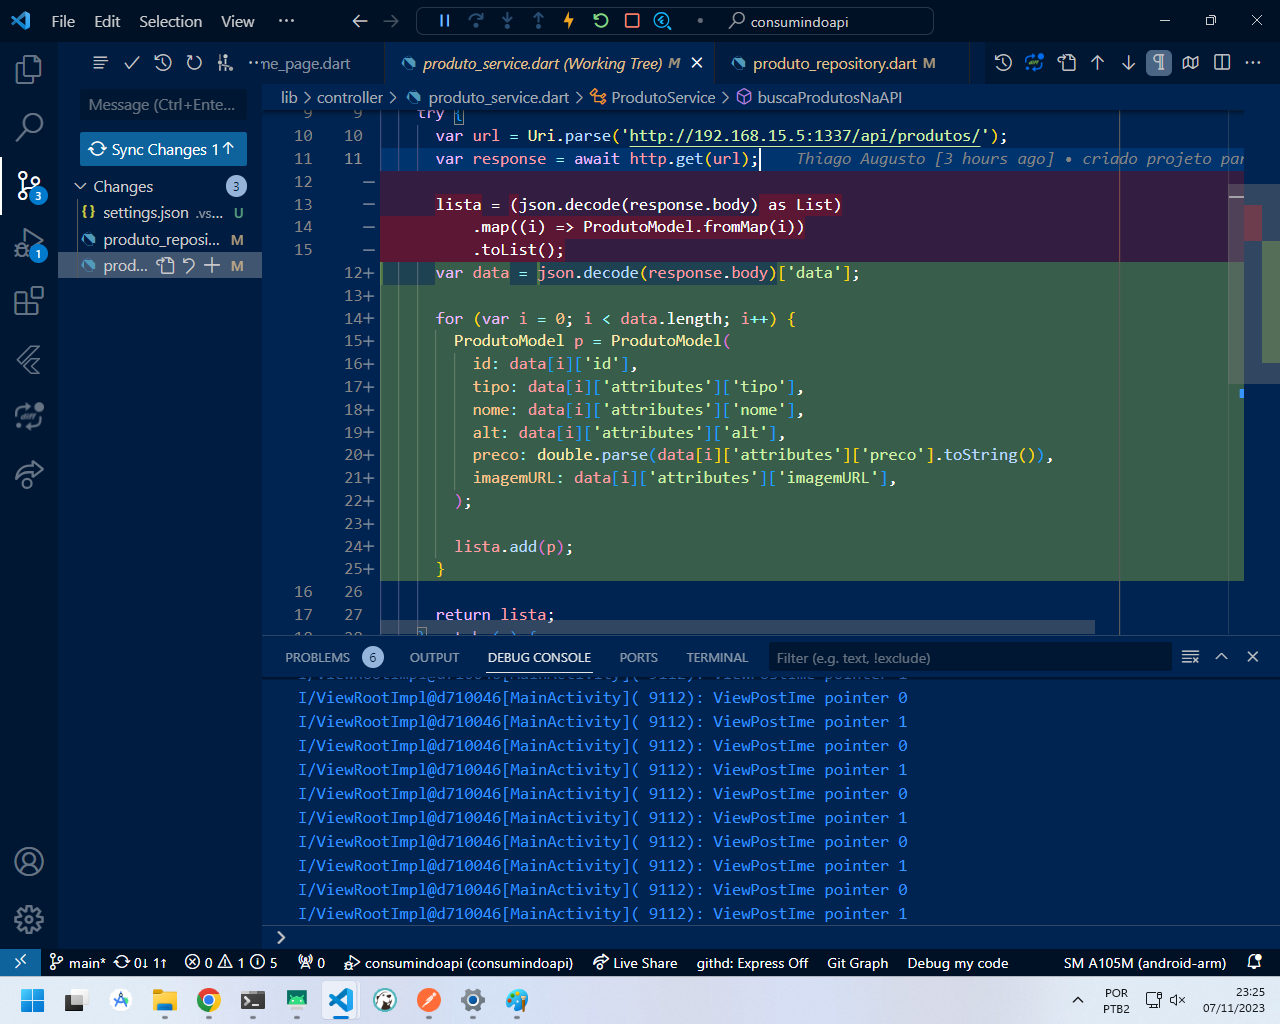 File Edit Selection View ··· consumindoapi
me_page.dart produto_service.dart (Working Tree) M produto_repository.dart M
lib > controller > produto_service.dart > ProdutoService > buscaProdutosNaAPI
Message (Ctrl+Ente...
Sync Changes 1↑
Changes 3
settings.json .vs... U
produto_reposi... M
prod... M
3
1
9 9 try {
10 10 var url = Uri.parse('http://192.168.15.5:1337/api/produtos/');
11 11 var response = await http.get(url); Thiago Augusto [3 hours ago] • criado projeto par
12 —
13 — lista = (json.decode(response.body) as List)
14 — .map((i) => ProdutoModel.fromMap(i))
15 — .toList();
12+ var data = json.decode(response.body)['data'];
13+
14+ for (var i = 0; i < data.length; i++) {
15+ ProdutoModel p = ProdutoModel(
16+ id: data[i]['id'],
17+ tipo: data[i]['attributes']['tipo'],
18+ nome: data[i]['attributes']['nome'],
19+ alt: data[i]['attributes']['alt'],
20+ preco: double.parse(data[i]['attributes']['preco'].toString()),
21+ imagemURL: data[i]['attributes']['imagemURL'],
22+ );
23+
24+ lista.add(p);
25+ }
16 26
17 27 return lista;
PROBLEMS 6 OUTPUT DEBUG CONSOLE PORTS TERMINAL Filter (e.g. text, !exclude)
I/ViewRootImpl@d710046[MainActivity]( 9112): ViewPostIme pointer 1
I/ViewRootImpl@d710046[MainActivity]( 9112): ViewPostIme pointer 0
I/ViewRootImpl@d710046[MainActivity]( 9112): ViewPostIme pointer 1
I/ViewRootImpl@d710046[MainActivity]( 9112): ViewPostIme pointer 0
I/ViewRootImpl@d710046[MainActivity]( 9112): ViewPostIme pointer 1
I/ViewRootImpl@d710046[MainActivity]( 9112): ViewPostIme pointer 0
I/ViewRootImpl@d710046[MainActivity]( 9112): ViewPostIme pointer 1
I/ViewRootImpl@d710046[MainActivity]( 9112): ViewPostIme pointer 0
I/ViewRootImpl@d710046[MainActivity]( 9112): ViewPostIme pointer 1
I/ViewRootImpl@d710046[MainActivity]( 9112): ViewPostIme pointer 0
I/ViewRootImpl@d710046[MainActivity]( 9112): ViewPostIme pointer 1
main* 0↓ 1↑ 0 1 5 0 consumindoapi (consumindoapi) Live Share githd: Express Off Git Graph Debug my code SM A105M (android-arm)
POR
PTB2
23:25
07/11/2023